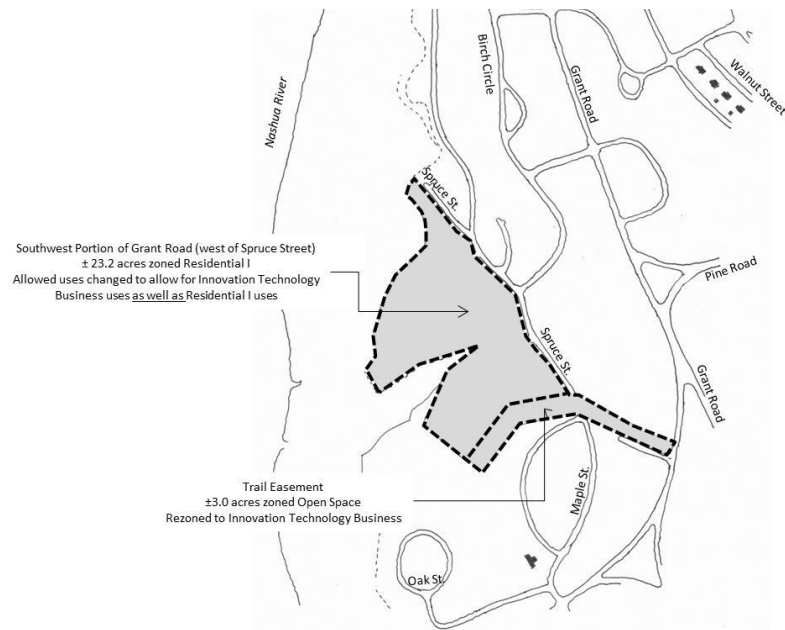 Nashua River
Birch Circle
Grant Road
Walnut Street
Spruce St.
Southwest Portion of Grant Road (west of Spruce Street)
± 23.2 acres zoned Residential I
Allowed uses changed to allow for Innovation Technology
Business uses as well as Residential I uses
Pine Road
Spruce St.
Grant Road
Trail Easement
±3.0 acres zoned Open Space
Rezoned to Innovation Technology Business
Maple St.
Oak St.